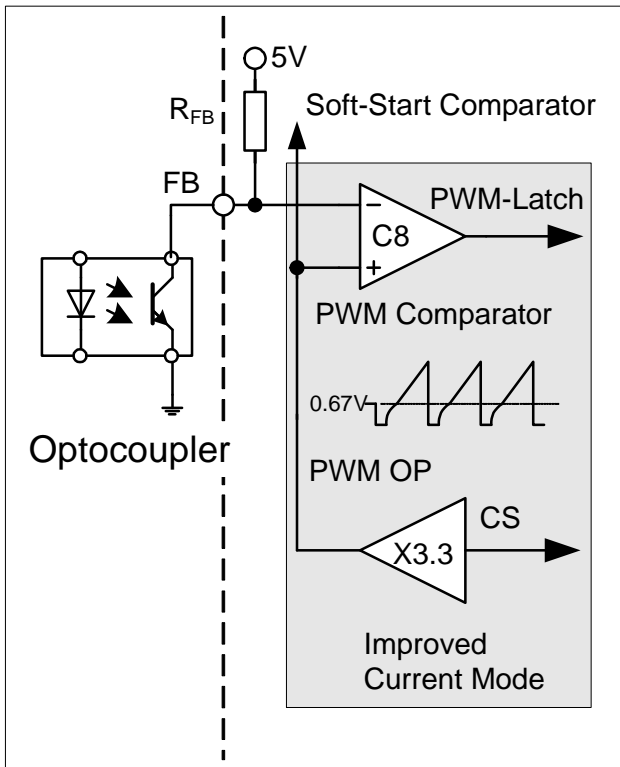 5V
R_FB
Soft-Start Comparator
FB
PWM-Latch
−
C8
+
PWM Comparator
0.67V
Optocoupler
PWM OP
CS
X3.3
Improved
Current Mode